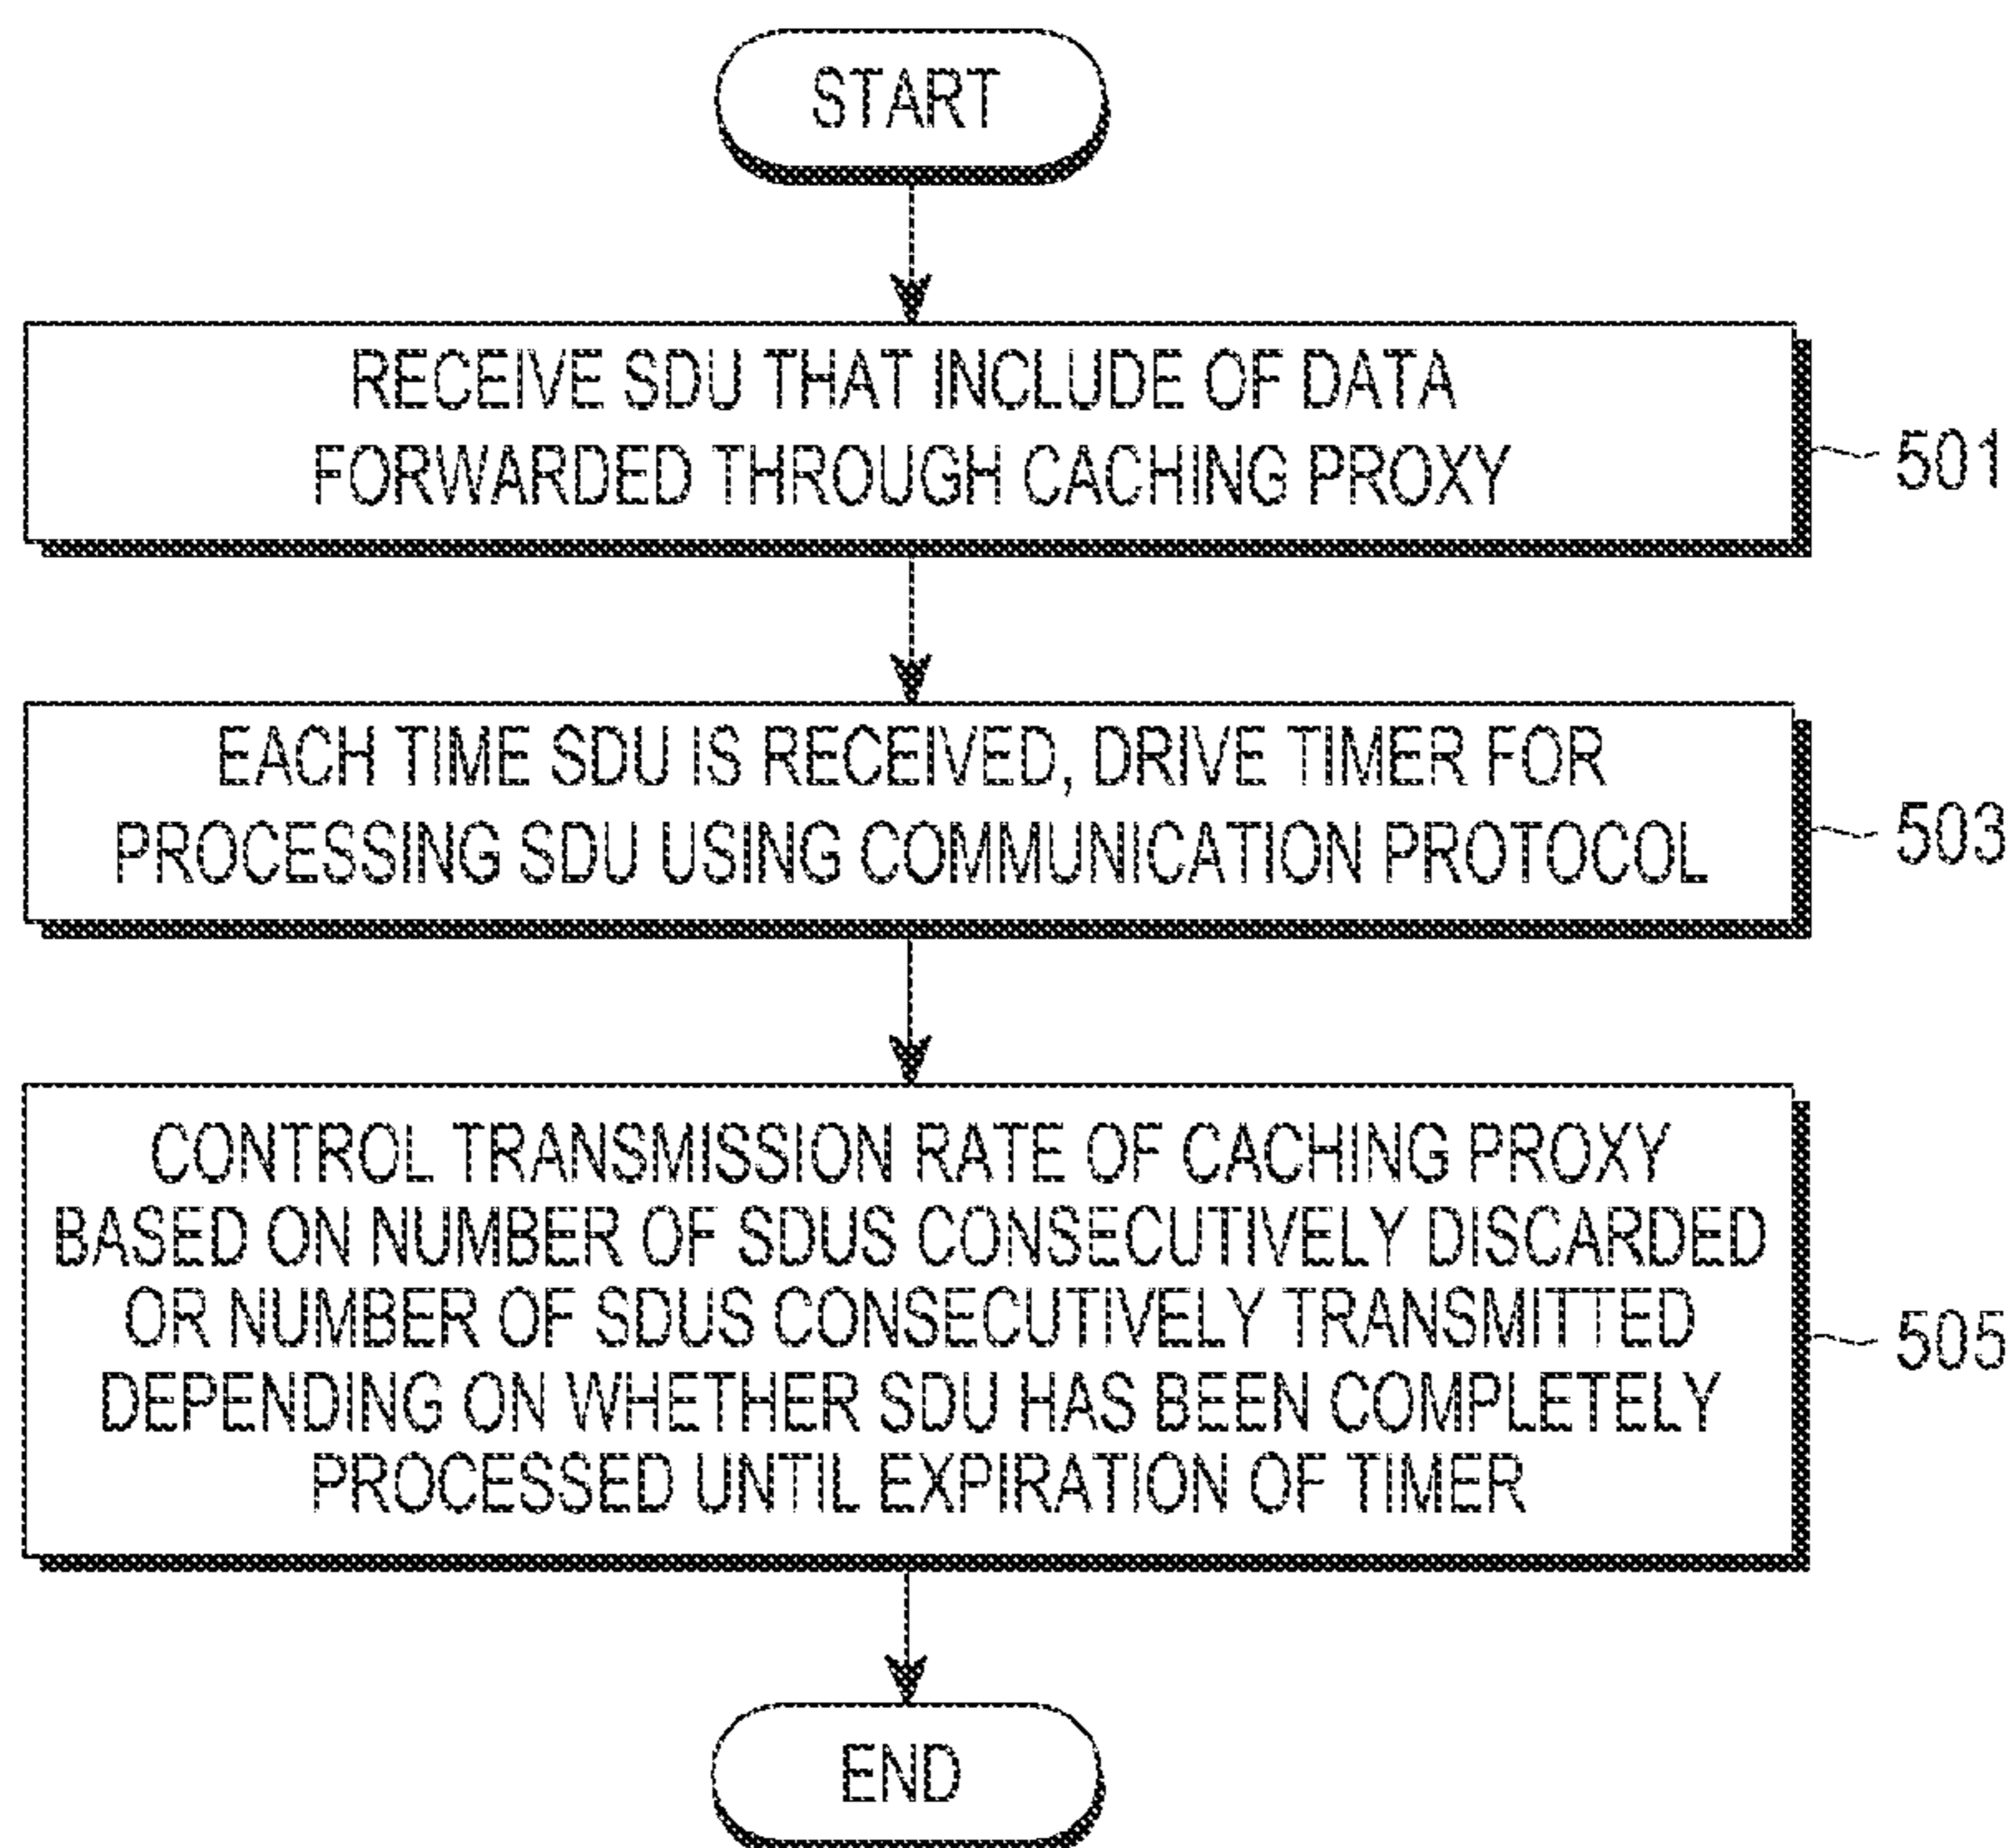 START
RECEIVE SDU THAT INCLUDE OF DATA
FORWARDED THROUGH CACHING PROXY
501
EACH TIME SDU IS RECEIVED, DRIVE TIMER FOR
PROCESSING SDU USING COMMUNICATION PROTOCOL
503
CONTROL TRANSMISSION RATE OF CACHING PROXY
BASED ON NUMBER OF SDUS CONSECUTIVELY DISCARDED
OR NUMBER OF SDUS CONSECUTIVELY TRANSMITTED
DEPENDING ON WHETHER SDU HAS BEEN COMPLETELY
PROCESSED UNTIL EXPIRATION OF TIMER
505
END